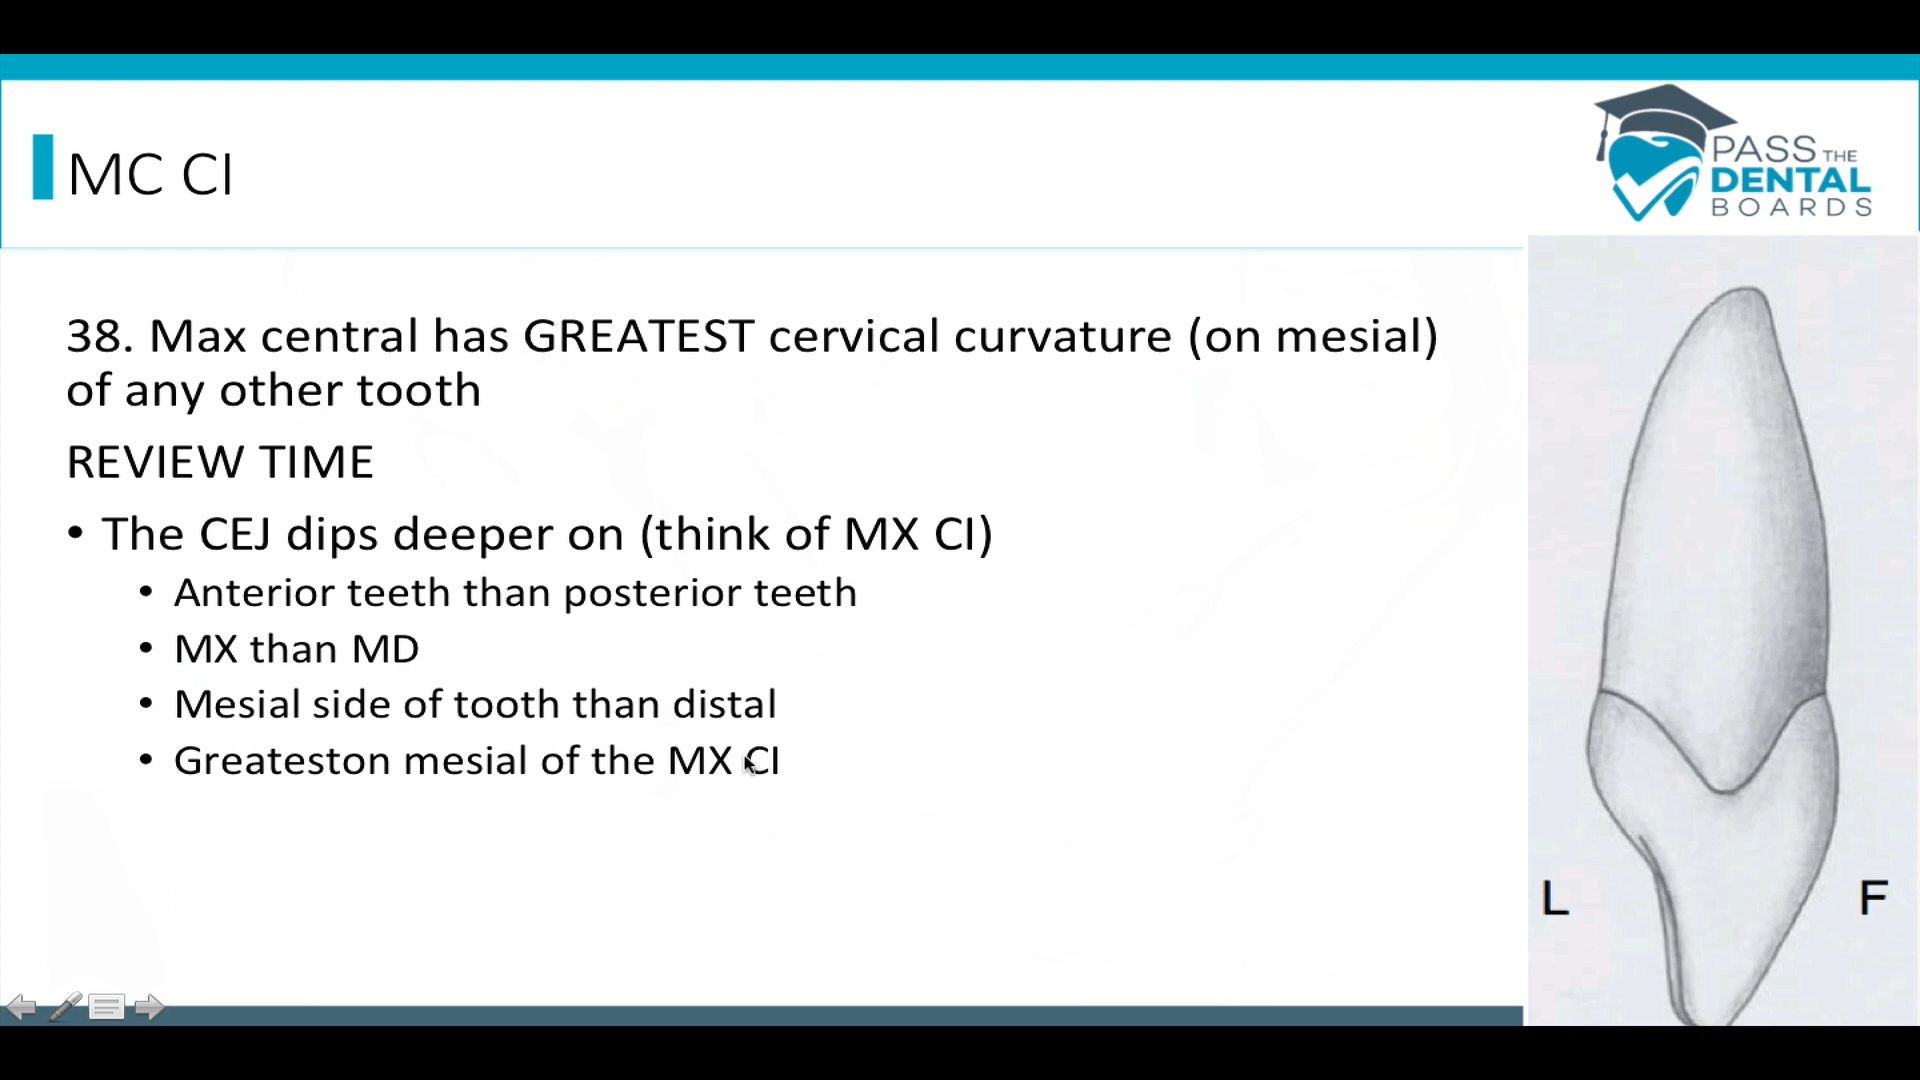 MC CI
PASS THE
DENTAL
BOARDS
38. Max central has GREATEST cervical curvature (on mesial)
of any other tooth
REVIEW TIME
• The CEJ dips deeper on (think of MX CI)
• Anterior teeth than posterior teeth
• MX than MD
• Mesial side of tooth than distal
• Greateston mesial of the MX CI
L F